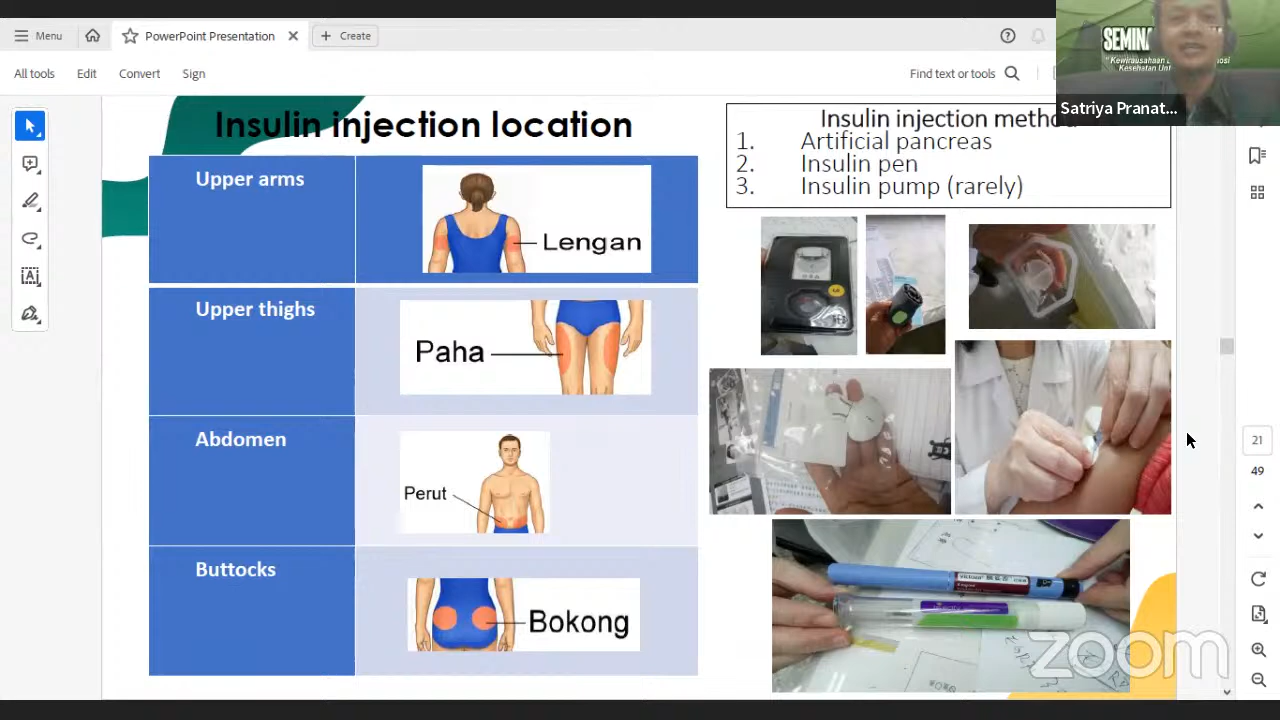 Menu
PowerPoint Presentation
Create
All tools
Edit
Convert
Sign
Find text or tools
SEMIN
Satriya Pranat...
Insulin injection location
Upper arms
Lengan
Upper thighs
Paha
Abdomen
Perut
Buttocks
Bokong
Insulin injection metho
1. Artificial pancreas
2. Insulin pen
3. Insulin pump (rarely)
21
49
zoom